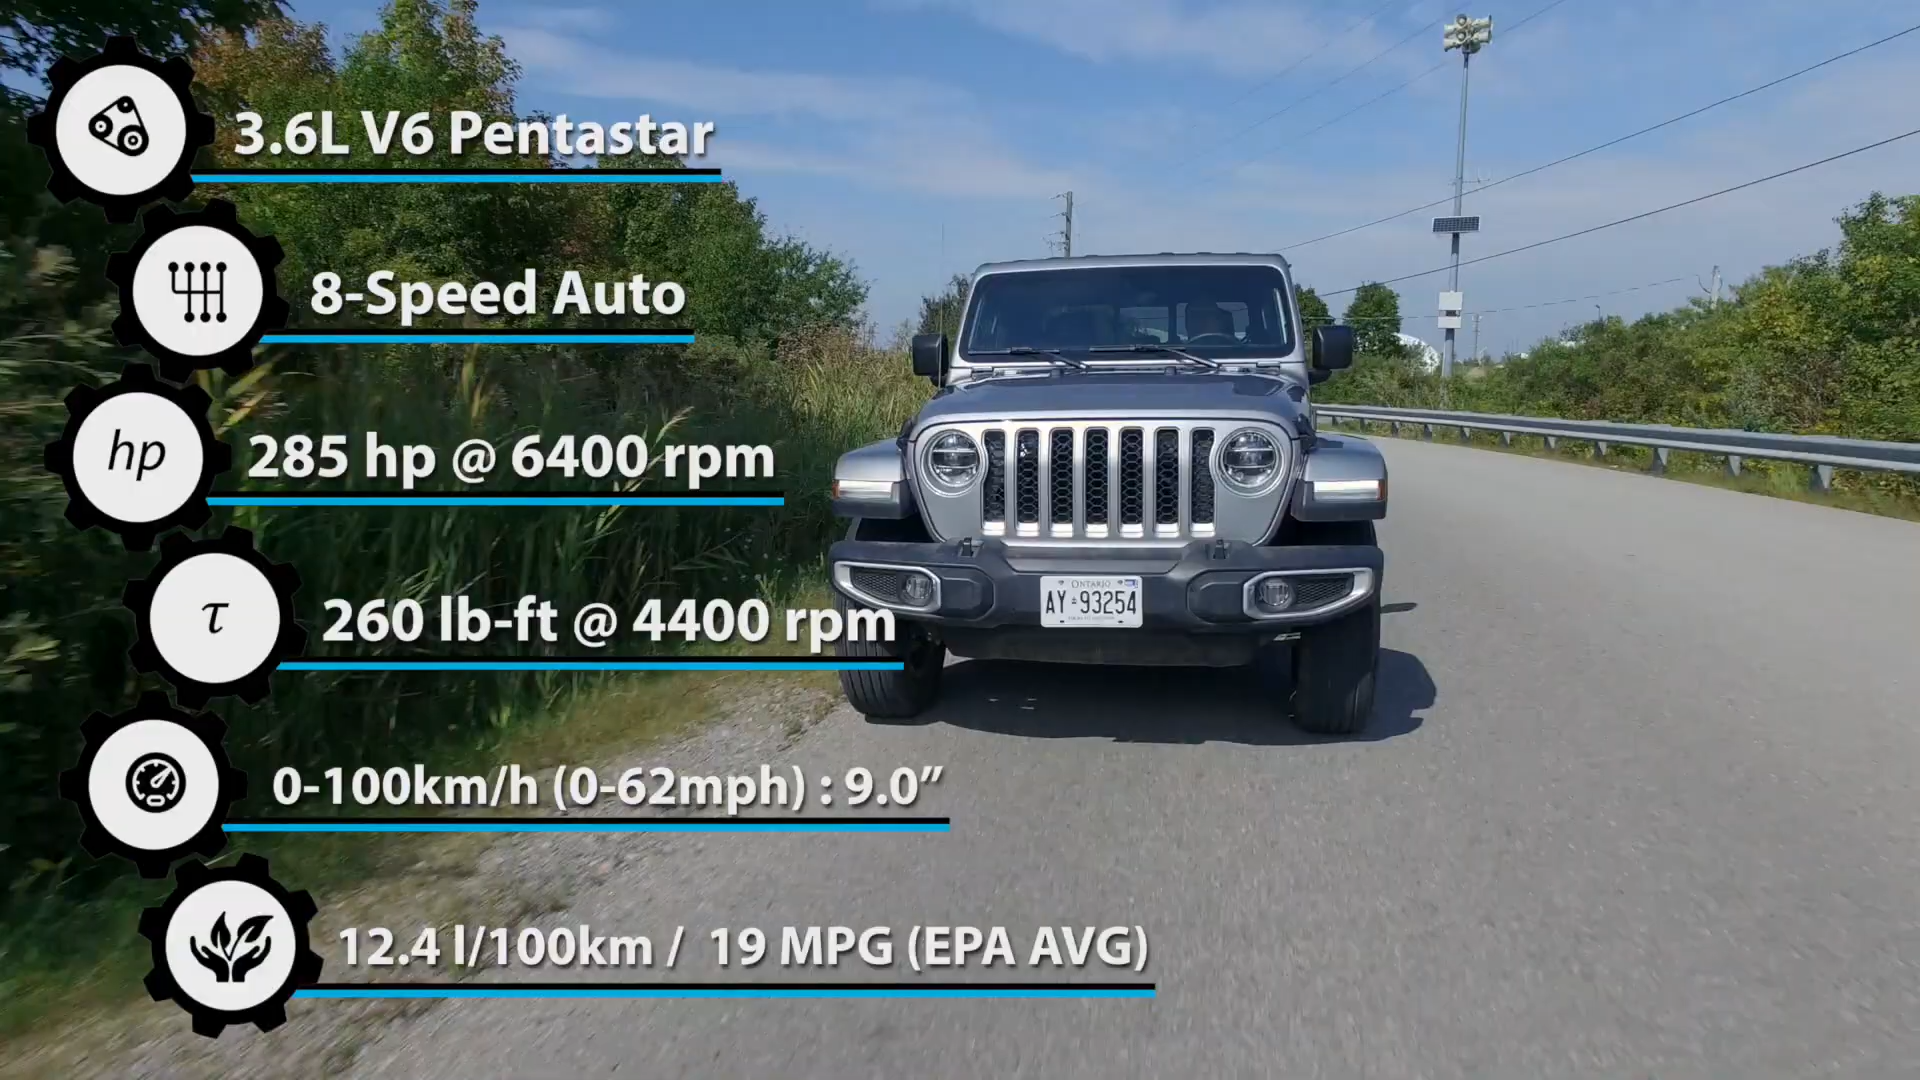 3.6L V6 Pentastar
8-Speed Auto
hp
285 hp @ 6400 rpm
τ
260 lb-ft @ 4400 rpm
0-100km/h (0-62mph) : 9.0”
12.4 l/100km / 19 MPG (EPA AVG)
ONTARIO
AY 93254